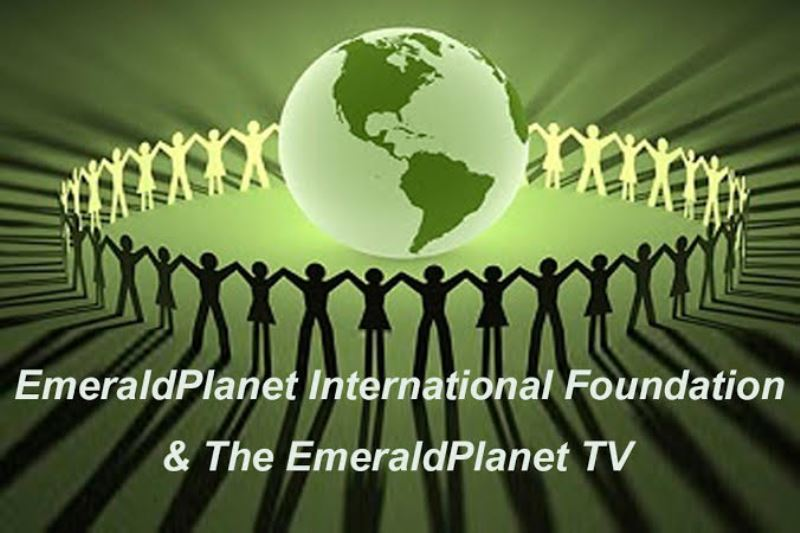 EmeraldPlanet International Foundation
& The EmeraldPlanet TV